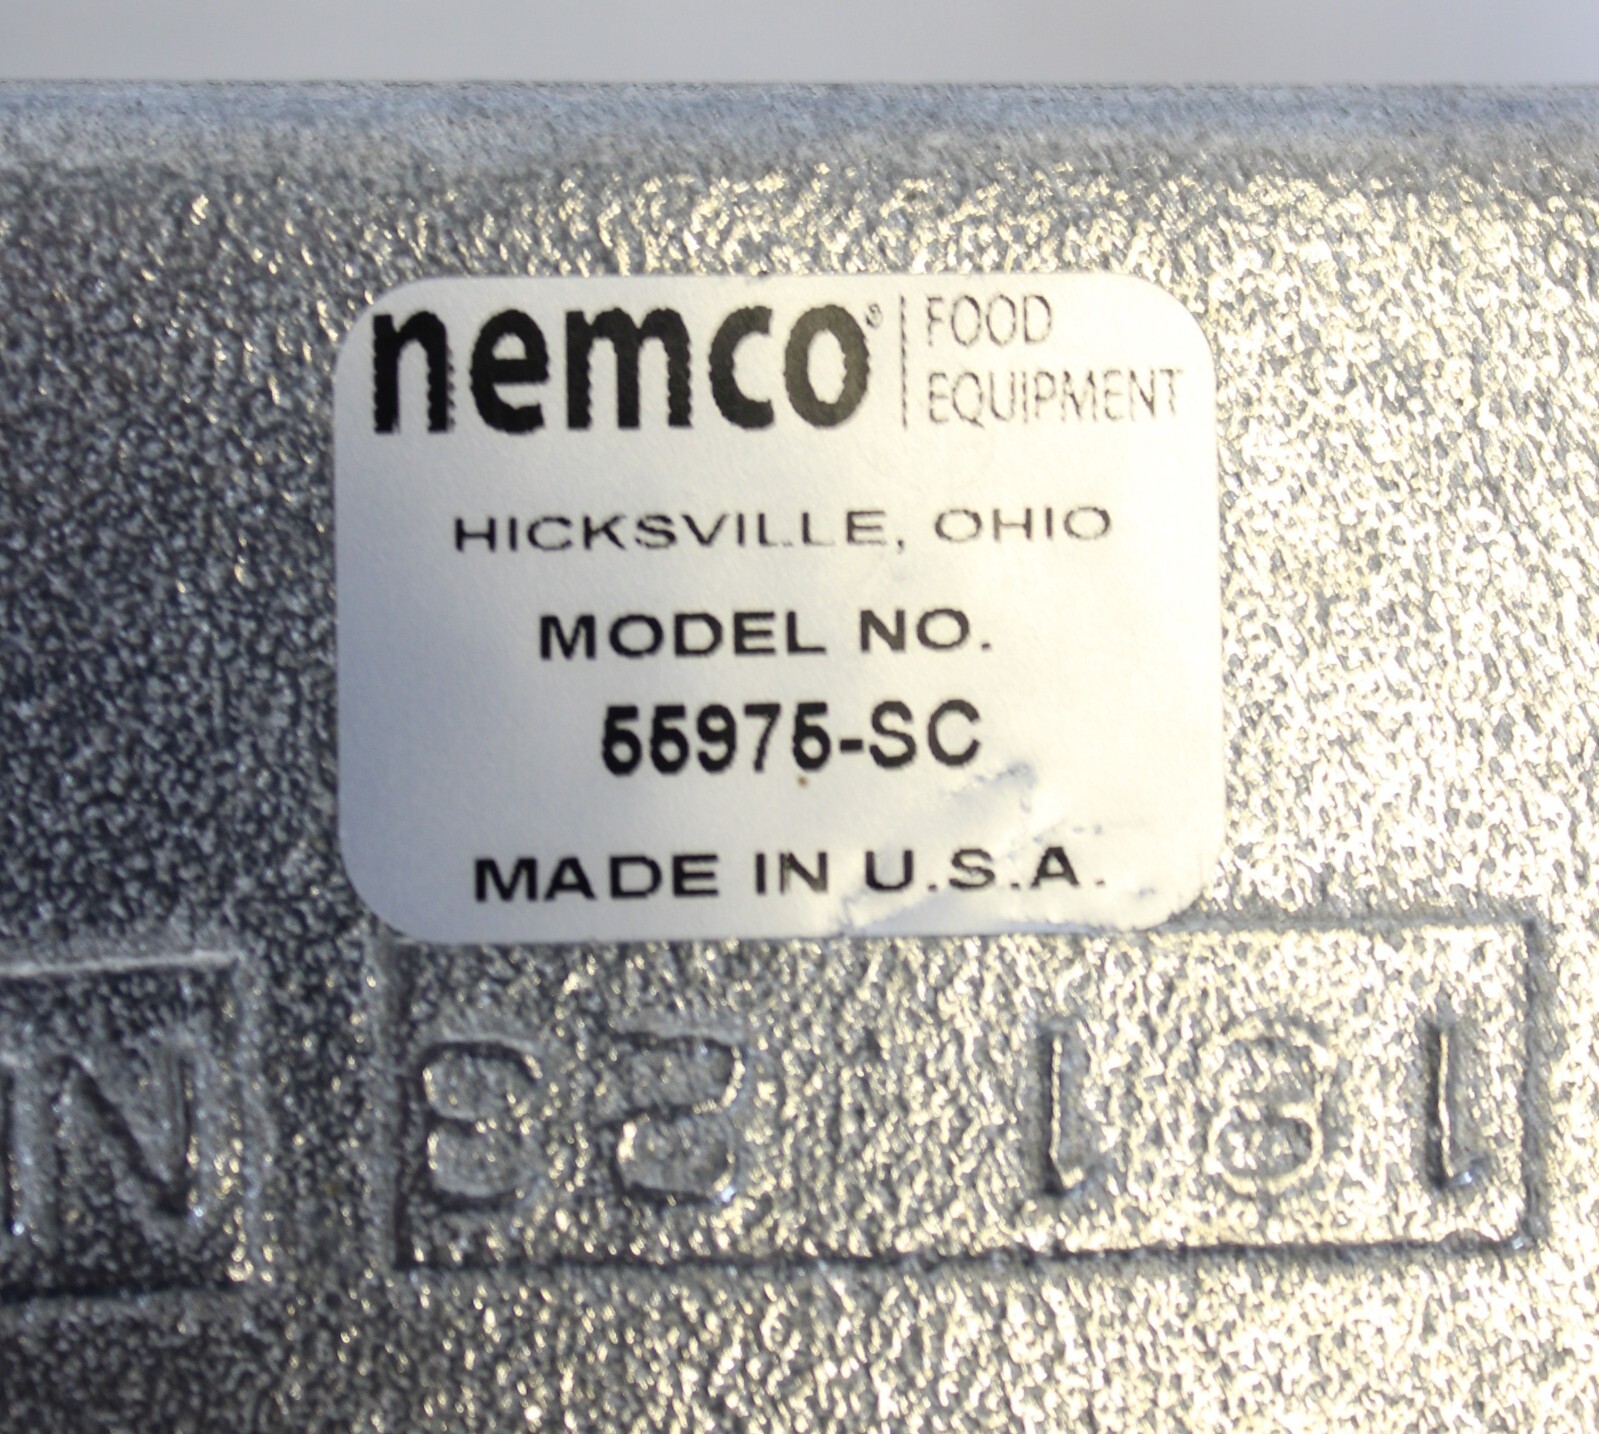 nemco® FOOD
EQUIPMENT
HICKSVILLE, OHIO
MODEL NO.
55975-SC
MADE IN U.S.A.